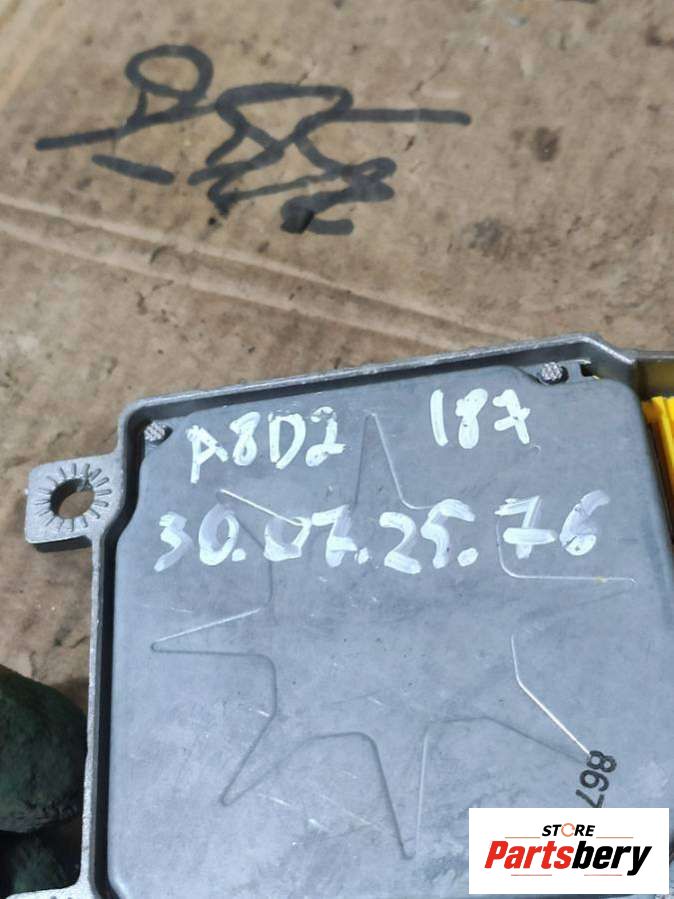 A8D2 187
30.07.25.76
867
STORE
Partsbery